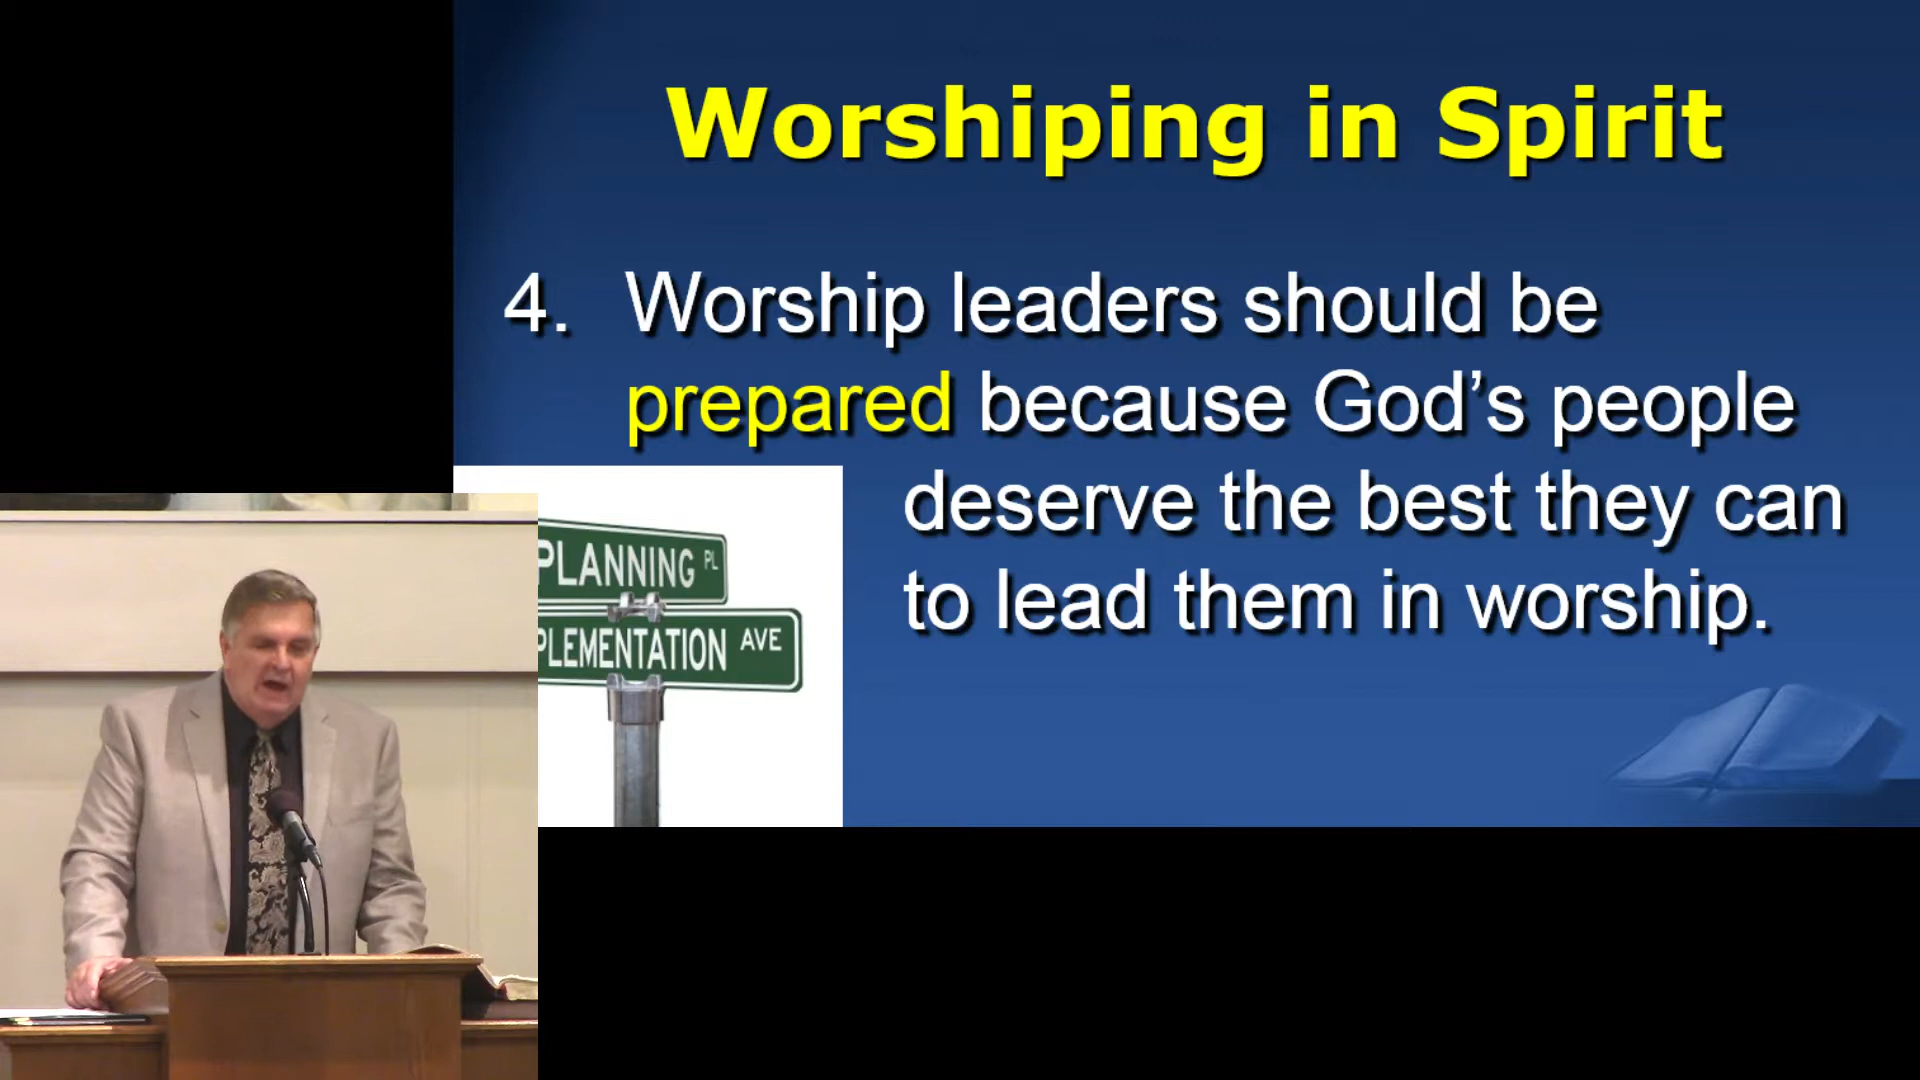 Worshiping in Spirit
4. Worship leaders should be
prepared because God’s people
deserve the best they can
to lead them in worship.
PLANNING PL
PLEMENTATION AVE